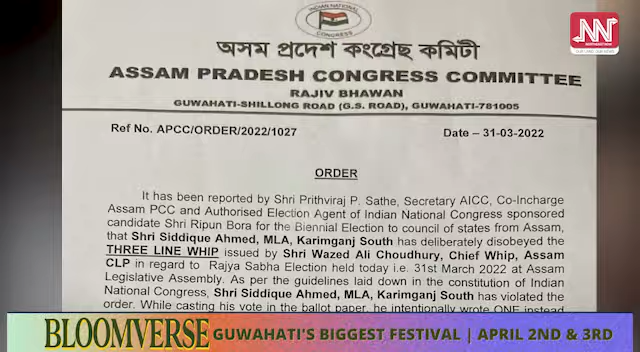 INDIAN NATIONAL
CONGRESS
NN
অসম প্ৰদেশ কংগ্ৰেছ কমিটী
ASSAM PRADESH CONGRESS COMMITTEE
RAJIV BHAWAN
GUWAHATI-SHILLONG ROAD (G.S. ROAD), GUWAHATI-781005
Ref No. APCC/ORDER/2022/1027 Date – 31-03-2022
ORDER
It has been reported by Shri Prithviraj P. Sathe, Secretary AICC, Co-Incharge
Assam PCC and Authorised Election Agent of Indian National Congress sponsored
candidate Shri Ripun Bora for the Biennial Election to council of states from Assam,
that Shri Siddique Ahmed, MLA, Karimganj South has deliberately disobeyed the
THREE LINE WHIP issued by Shri Wazed Ali Choudhury, Chief Whip, Assam
CLP in regard to Rajya Sabha Election held today i.e. 31st March 2022 at Assam
Legislative Assembly. As per the guidelines laid down in the constitution of Indian
National Congress, Shri Siddique Ahmed, MLA, Karimganj South has violated the
order. While casting his vote in the ballot paper, he intentionally wrote ONE instead
BLOOMVERSE GUWAHATI'S BIGGEST FESTIVAL | APRIL 2ND & 3RD